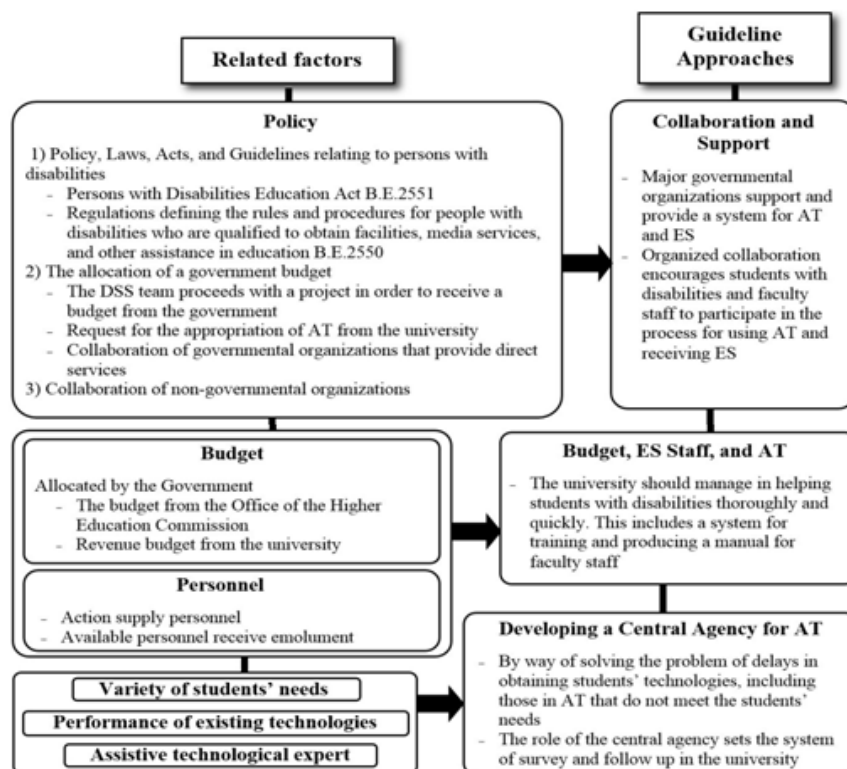 Related factors
Policy
1) Policy, Laws, Acts, and Guidelines relating to persons with
disabilities
- Persons with Disabilities Education Act B.E.2551
- Regulations defining the rules and procedures for people with
disabilities who are qualified to obtain facilities, media services,
and other assistance in education B.E.2550
2) The allocation of a government budget
- The DSS team proceeds with a project in order to receive a
budget from the government
- Request for the appropriation of AT from the university
- Collaboration of governmental organizations that provide direct
services
3) Collaboration of non-governmental organizations
Budget
Allocated by the Government
- The budget from the Office of the Higher
Education Commission
- Revenue budget from the university
Personnel
- Action supply personnel
- Available personnel receive emolument
Variety of students' needs
Performance of existing technologies
Assistive technological expert
Guideline
Approaches
Collaboration and
Support
- Major governmental
organizations support and
provide a system for AT
and ES
- Organized collaboration
encourages students with
disabilities and faculty
staff to participate in the
process for using AT and
receiving ES
Budget, ES Staff, and AT
- The university should manage in helping
students with disabilities thoroughly and
quickly. This includes a system for
training and producing a manual for
faculty staff
Developing a Central Agency for AT
- By way of solving the problem of delays in
obtaining students' technologies, including
those in AT that do not meet the students'
needs
- The role of the central agency sets the system
of survey and follow up in the university